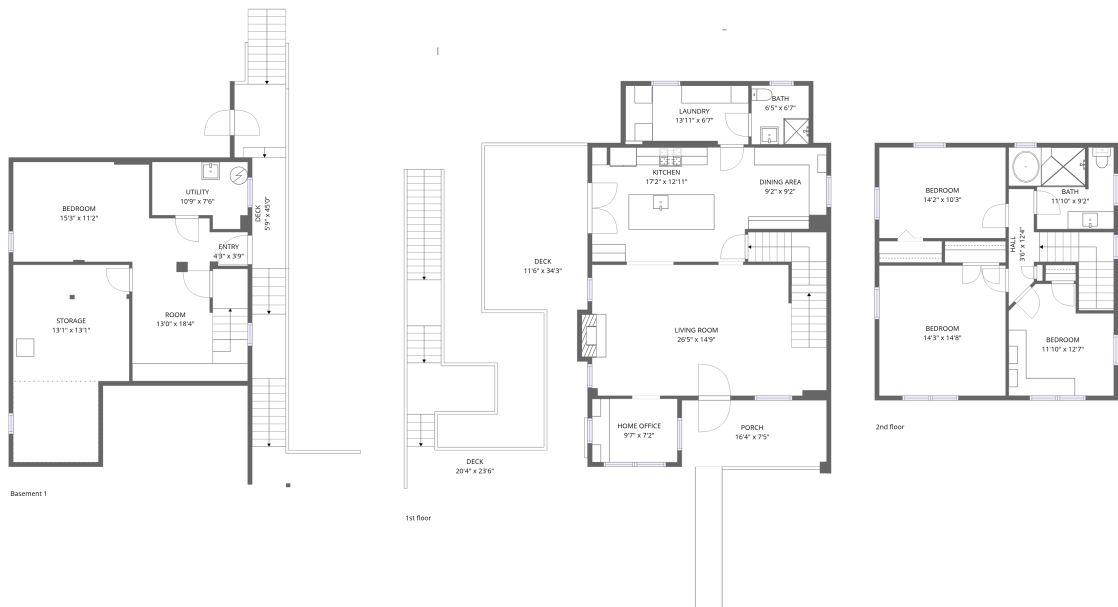 BEDROOM
15'3" x 11'2"
UTILITY
10'9" x 7'6"
DECK
5'9" x 45'0"
ENTRY
4'3" x 3'9"
STORAGE
13'1" x 13'1"
ROOM
13'0" x 18'4"
Basement 1
LAUNDRY
13'11" x 6'7"
BATH
6'5" x 6'7"
KITCHEN
17'2" x 12'11"
DINING AREA
9'2" x 9'2"
DECK
11'6" x 34'3"
LIVING ROOM
26'5" x 14'9"
HOME OFFICE
9'7" x 7'2"
PORCH
16'4" x 7'5"
DECK
20'4" x 23'6"
1st floor
BEDROOM
14'2" x 10'3"
BATH
11'10" x 9'2"
HALL
3'6" x 12'4"
BEDROOM
14'3" x 14'8"
BEDROOM
11'10" x 12'7"
2nd floor